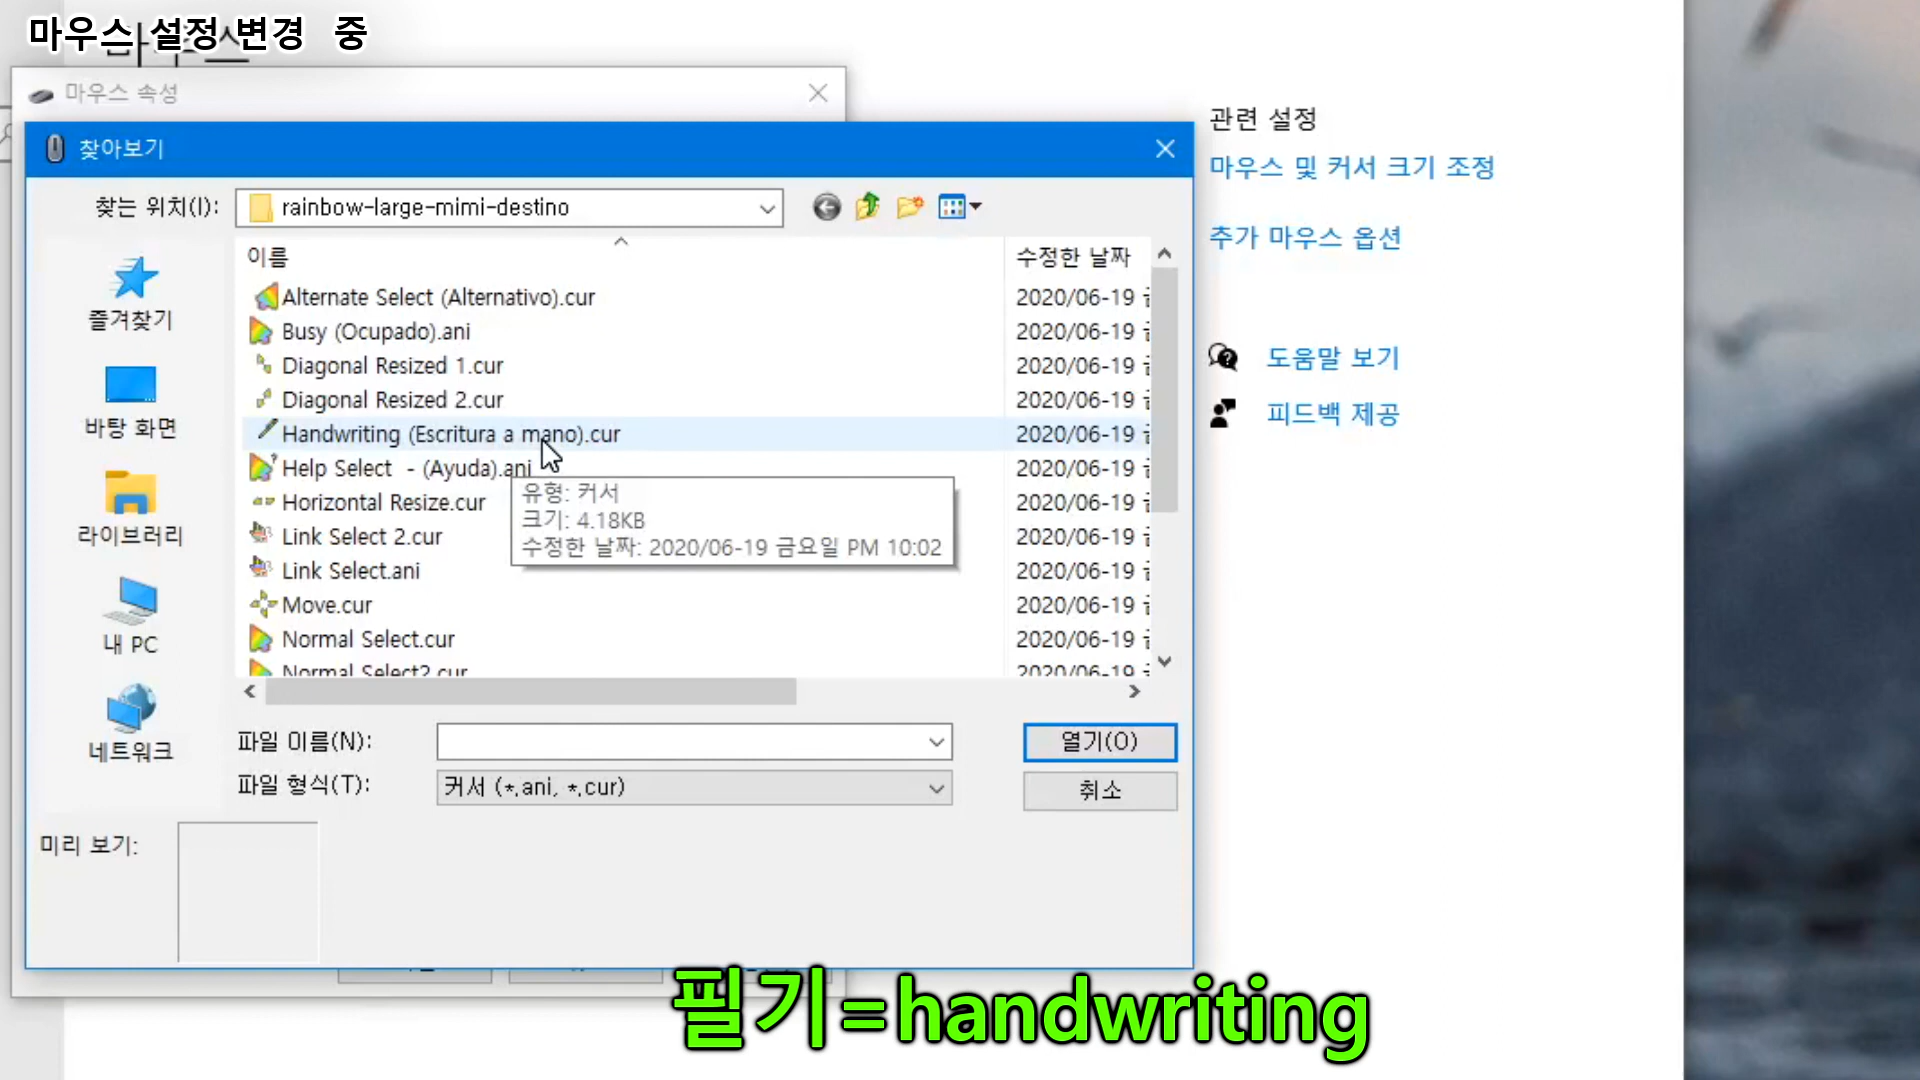 마우스 설정 변경 중
마우스
마우스 속성
찾아보기
찾는 위치(I):
rainbow-large-mimi-destino
이름
수정한 날짜
Alternate Select (Alternativo).cur
2020/06-19
Busy (Ocupado).ani
2020/06-19
Diagonal Resized 1.cur
2020/06-19
Diagonal Resized 2.cur
2020/06-19
Handwriting (Escritura a mano).cur
2020/06-19
Help Select - (Ayuda).ani
2020/06-19
Horizontal Resize.cur
2020/06-19
Link Select 2.cur
2020/06-19
Link Select.ani
2020/06-19
Move.cur
2020/06-19
Normal Select.cur
2020/06-19
Normal Select2.cur
2020/06-19
유형: 커서
크기: 4.18KB
수정한 날짜: 2020/06-19 금요일 PM 10:02
즐겨찾기
바탕 화면
라이브러리
내 PC
네트워크
파일 이름(N):
열기(O)
파일 형식(T):
커서 (*.ani, *.cur)
취소
미리 보기:
관련 설정
마우스 및 커서 크기 조정
추가 마우스 옵션
도움말 보기
피드백 제공
필기=handwriting